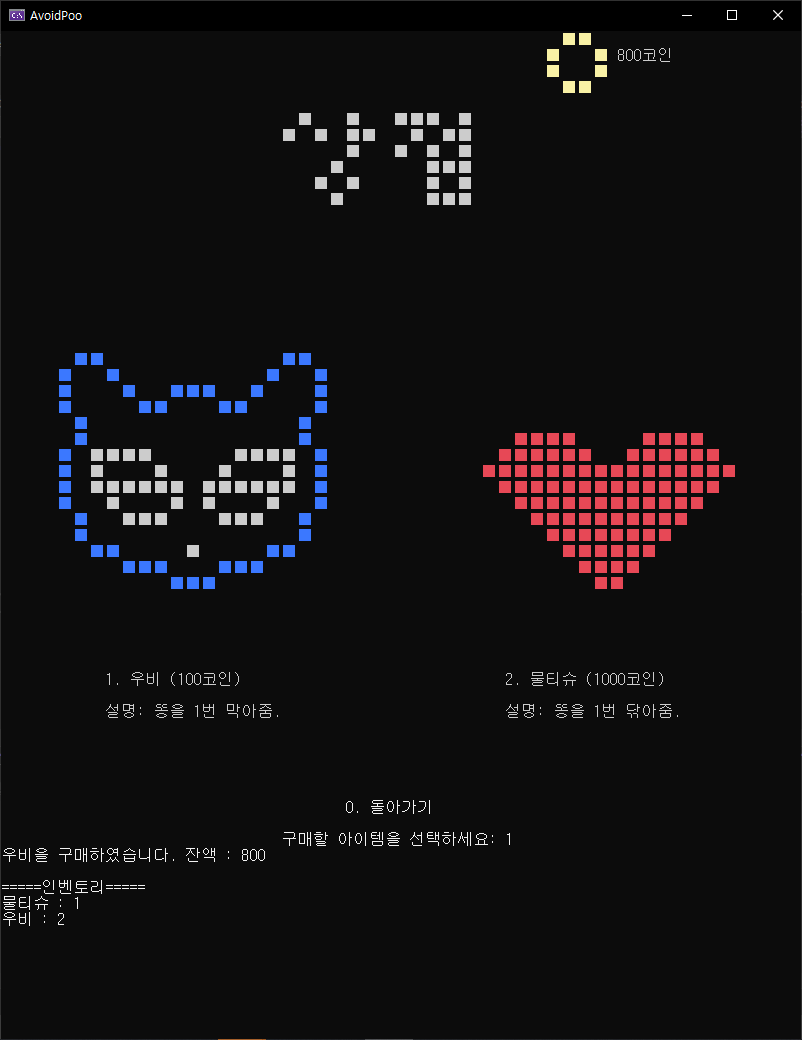 AvoidPoo
800코인
상점
1. 우비 (100코인)
2. 물티슈 (1000코인)
설명: 똥을 1번 막아줌.
설명: 똥을 1번 닦아줌.
0. 돌아가기
구매할 아이템을 선택하세요: 1
우비을 구매하였습니다. 잔액 : 800
=====인벤토리=====
물티슈 : 1
우비 : 2